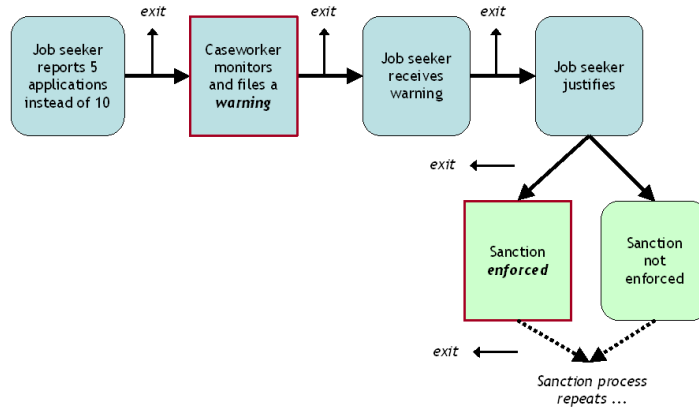 exit
exit
exit
Job seeker
reports 5
applications
instead of 10
Caseworker
monitors
and files a
warning
Job seeker
receives
warning
Job seeker
justifies
exit
Sanction
enforced
Sanction
not
enforced
exit
Sanction process
repeats ...